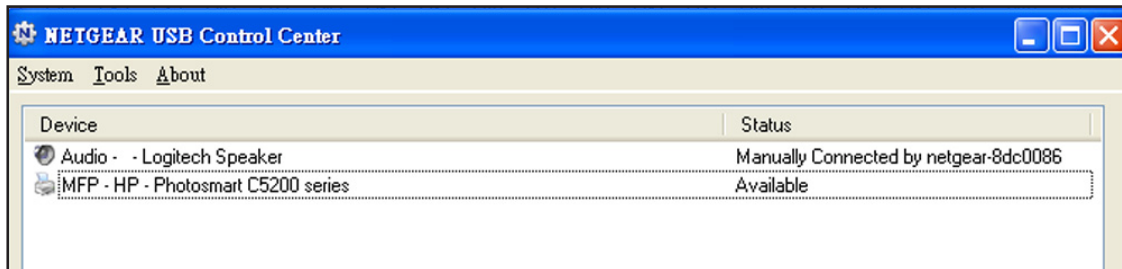 NETGEAR USB Control Center
System Tools About
Device Status
Audio - - Logitech Speaker Manually Connected by netgear-8dc0086
MFP - HP - Photosmart C5200 series Available